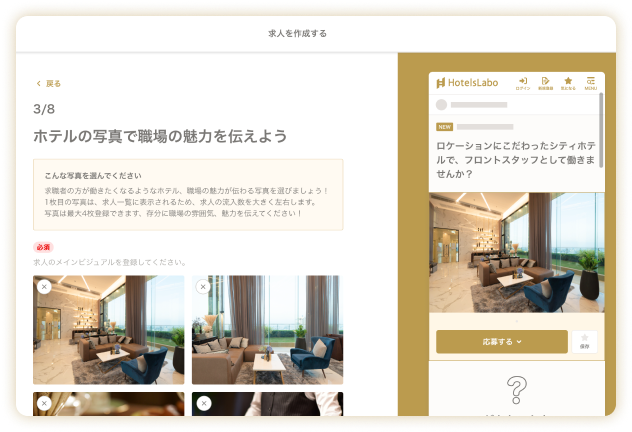 求人を作成する
戻る
3/8
ホテルの写真で職場の魅力を伝えよう
こんな写真を選んでください
求職者の方が働きたくなるようなホテル、職場の魅力が伝わる写真を選びましょう！
1枚目の写真は、求人一覧に表示されるため、求人の流入数を大きく左右します。
写真は最大4枚登録できます、存分に職場の雰囲気、魅力を伝えてください！
必須
求人のメインビジュアルを登録してください。
HotelsLabo
ログイン
新規登録
気になる
MENU
NEW
ロケーションにこだわったシティホテ
ルで、フロントスタッフとして働きま
せんか？
応募する
保存